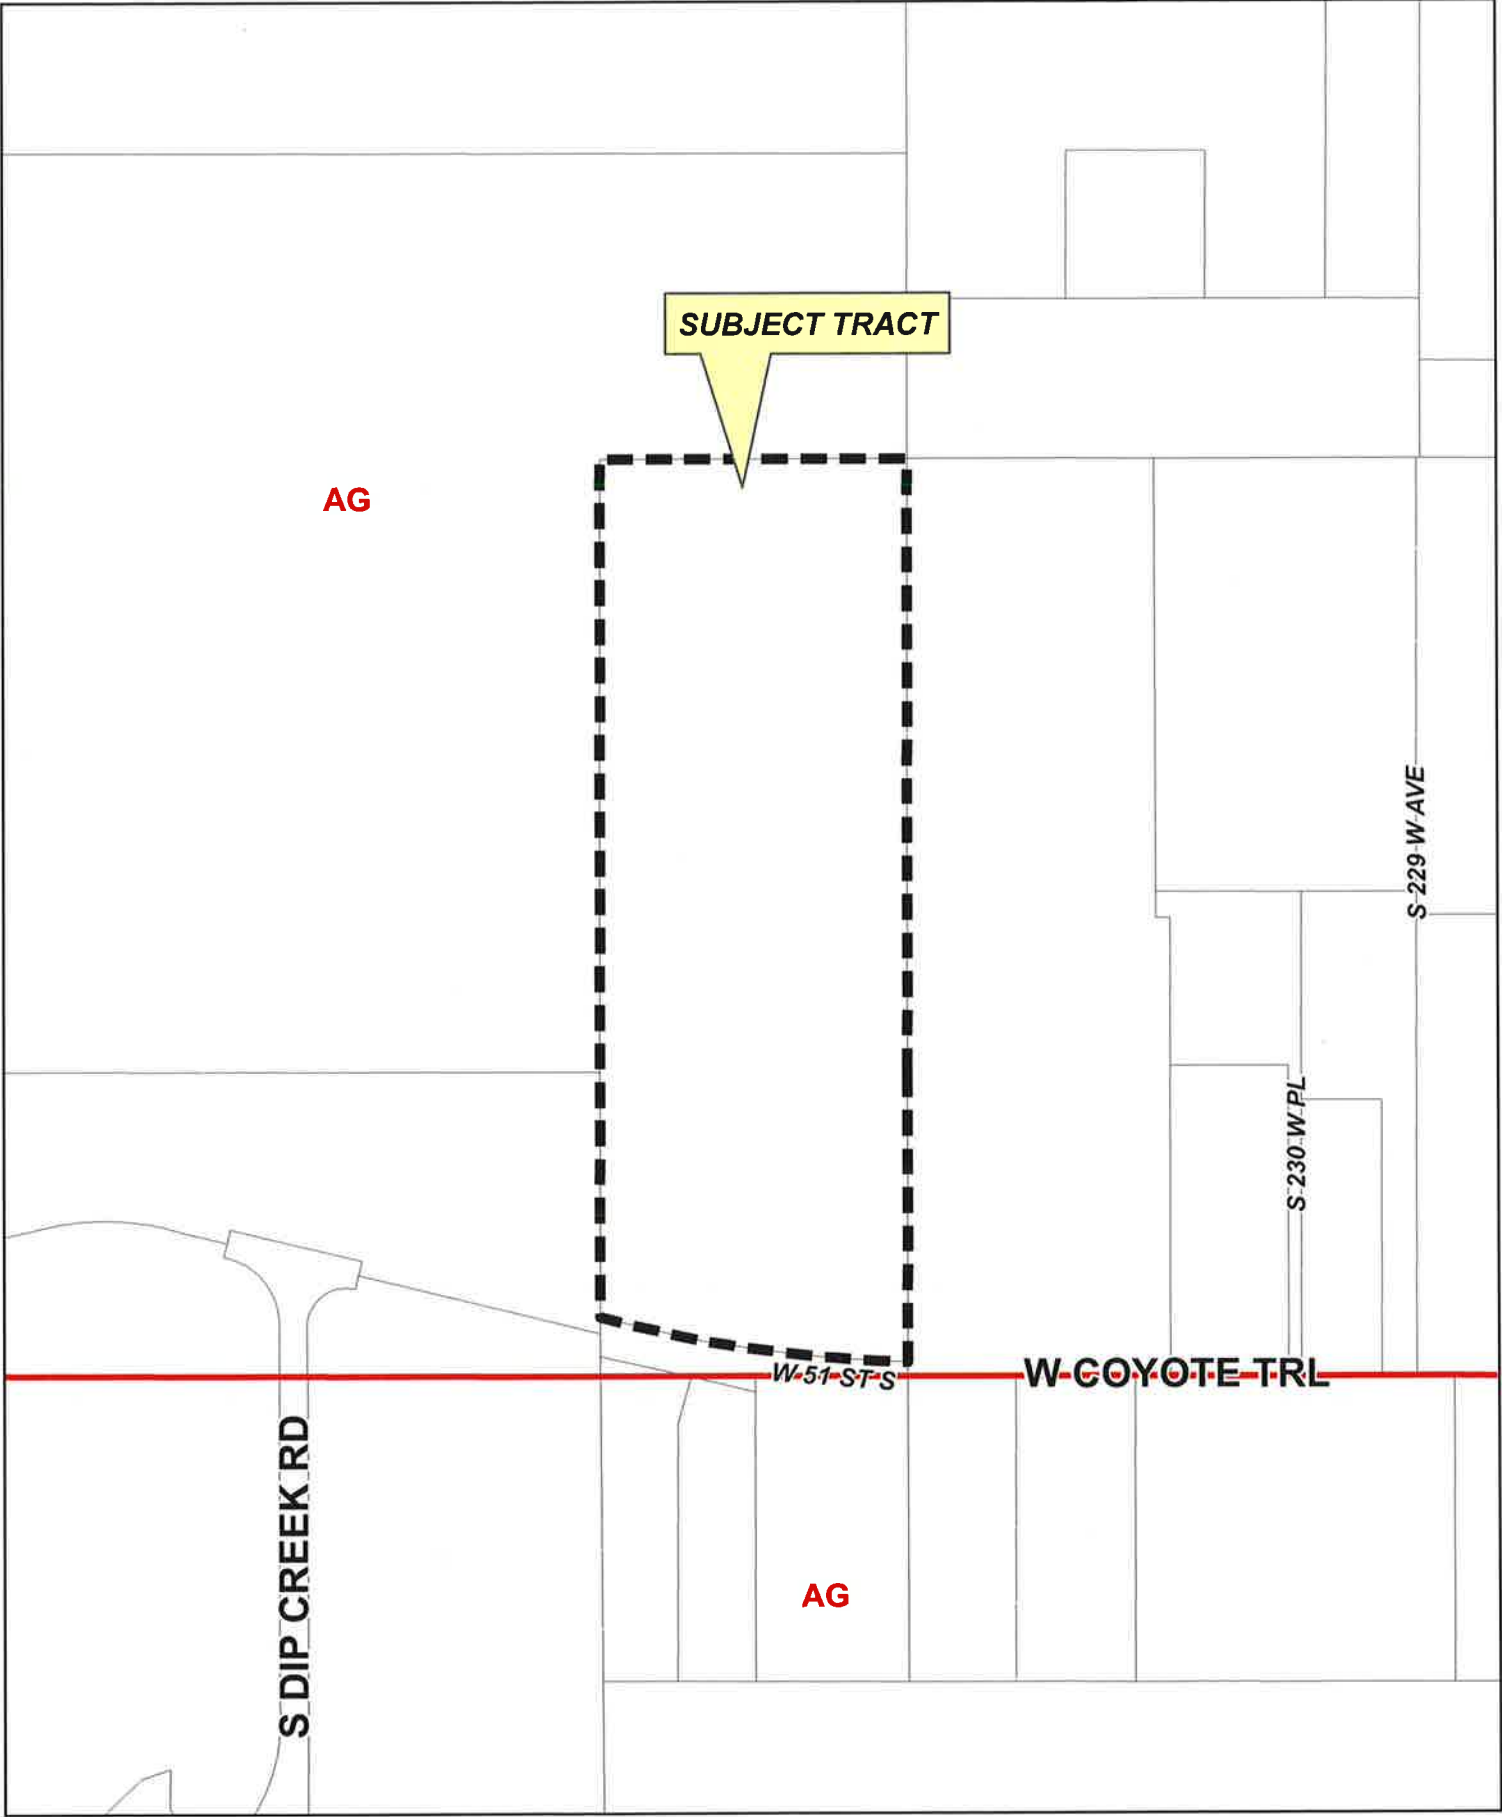 SUBJECT TRACT
AG
S 229 W AVE
S 230 W PL
W 51 ST S
W COYOTE TRL
S DIP CREEK RD
AG